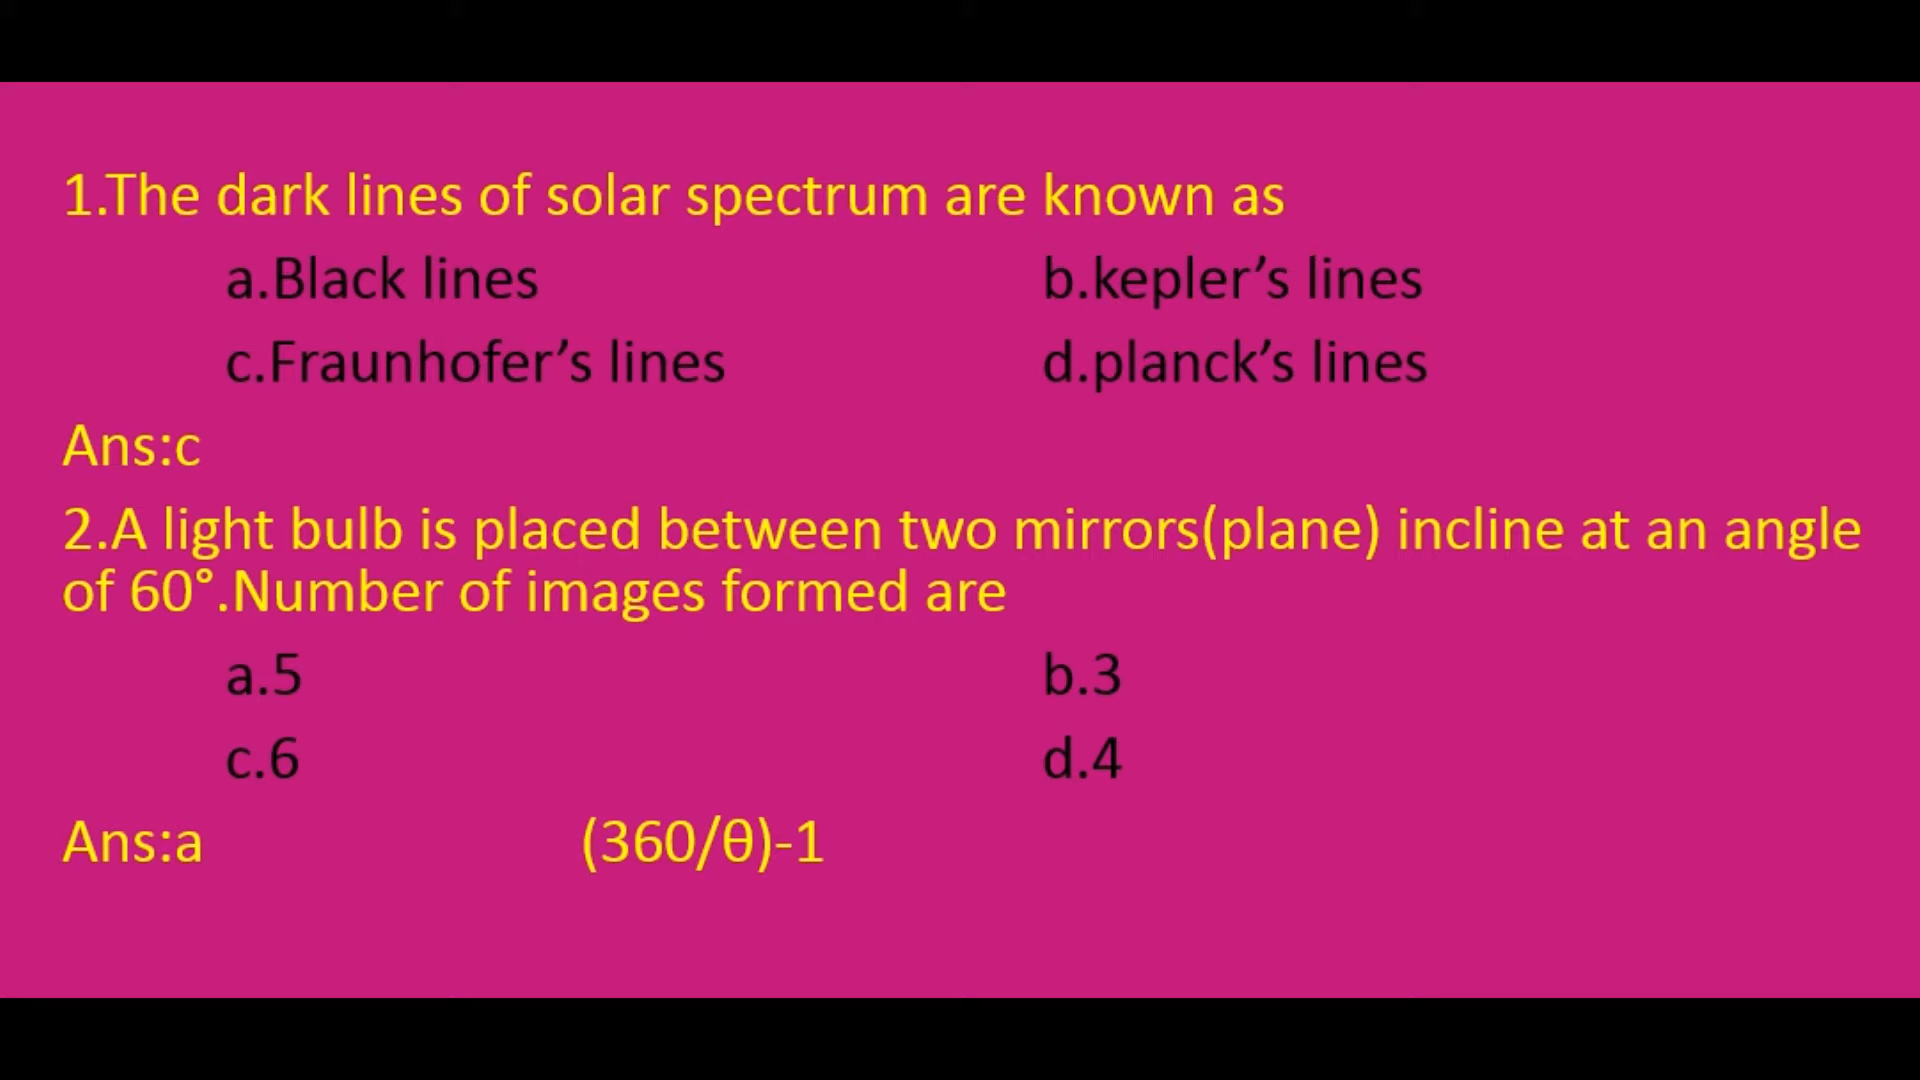 1.The dark lines of solar spectrum are known as
a.Black lines b.kepler’s lines
c.Fraunhofer’s lines d.planck’s lines
Ans:c
2.A light bulb is placed between two mirrors(plane) incline at an angle
of 60°.Number of images formed are
a.5 b.3
c.6 d.4
Ans:a (360/θ)-1